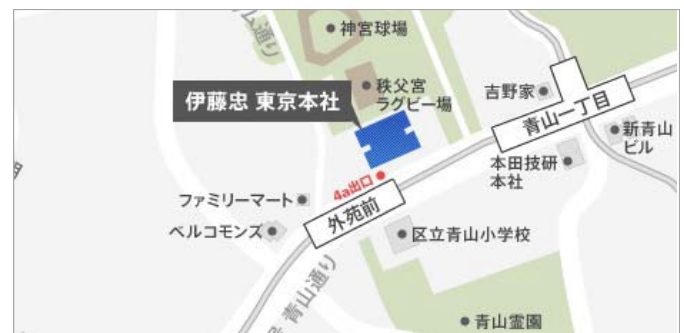 神宮球場
秩父宮
ラグビー場
吉野家
伊藤忠 東京本社
青山一丁目
新青山
ビル
本田技研
本社
4a出口
ファミリーマート
外苑前
ベルコモンズ
区立青山小学校
青山通り
青山霊園